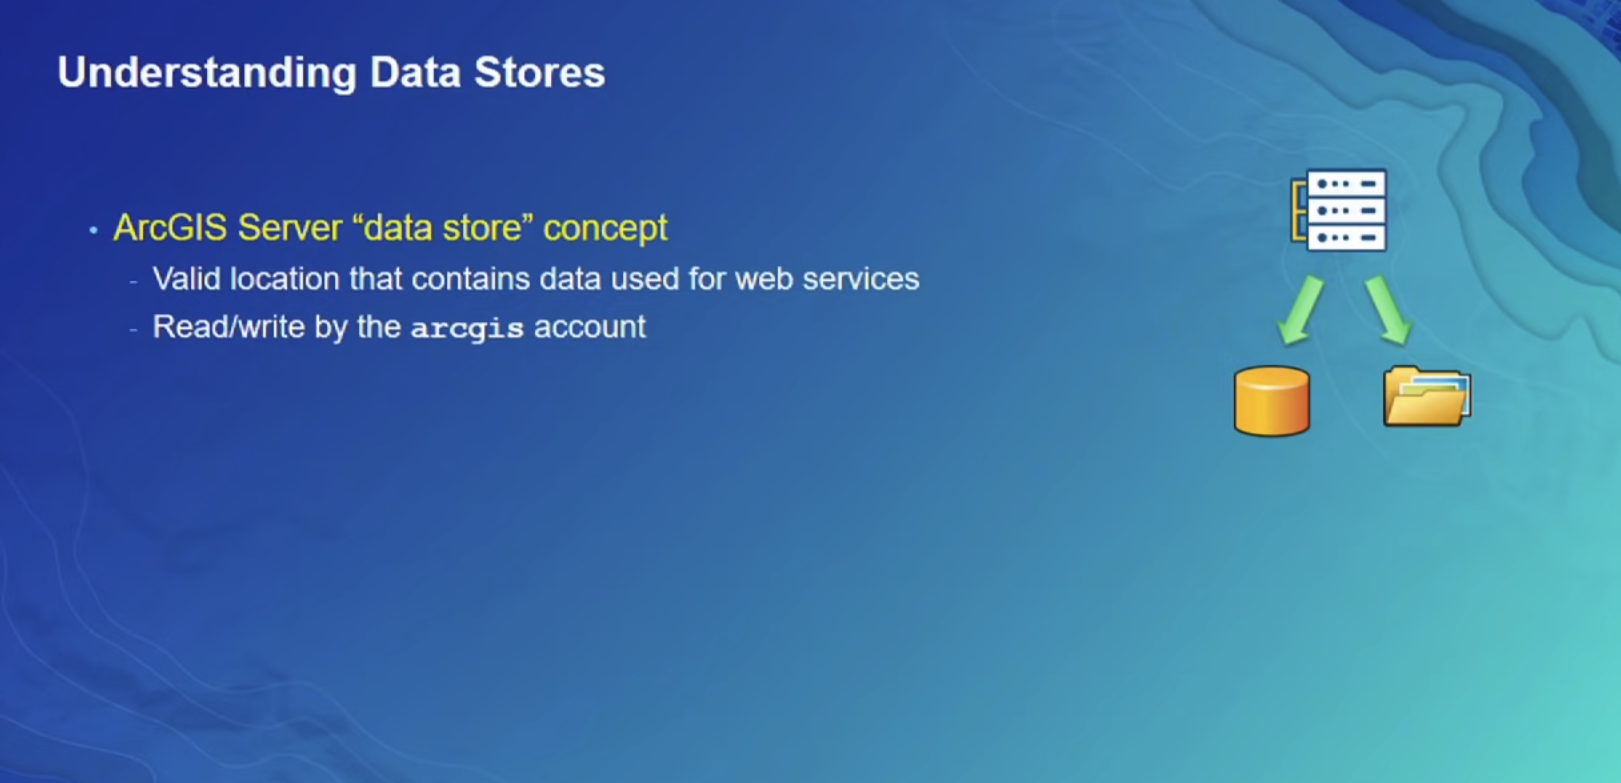 Understanding Data Stores
• ArcGIS Server “data store” concept
- Valid location that contains data used for web services
- Read/write by the arcgis account